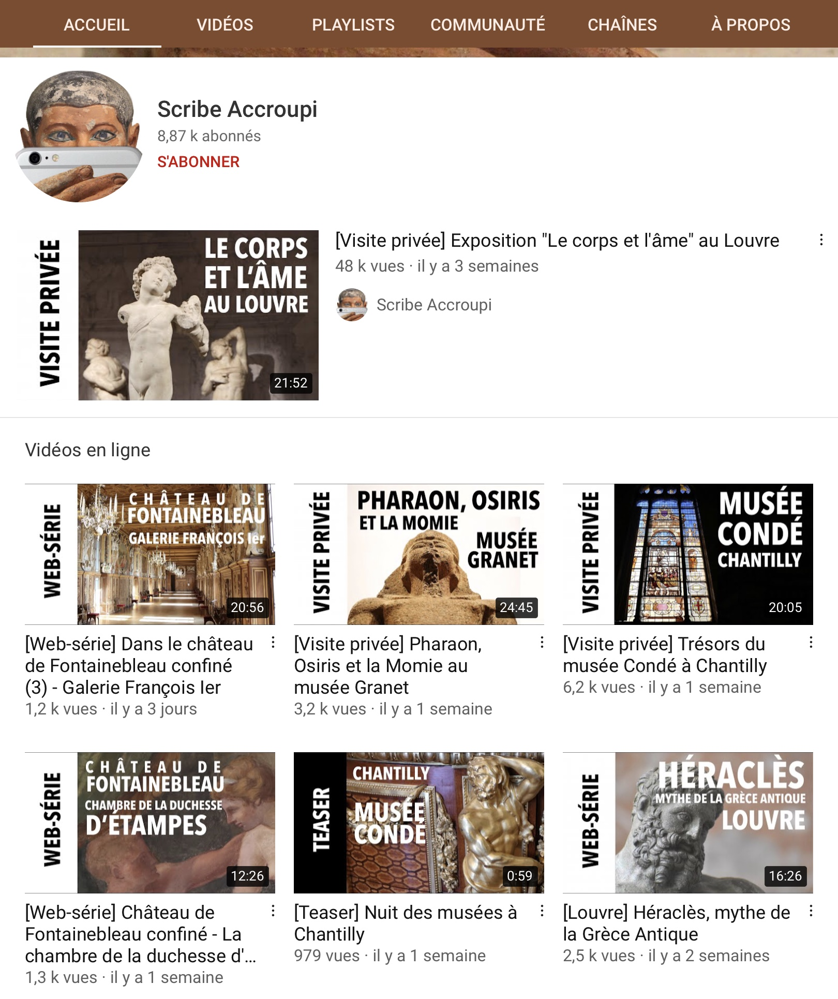 ACCUEIL
VIDÉOS
PLAYLISTS
COMMUNAUTÉ
CHAÎNES
À PROPOS
Scribe Accroupi
8,87 k abonnés
S'ABONNER
VISITE PRIVÉE
LE CORPS
ET L'ÂME
AU LOUVRE
21:52
[Visite privée] Exposition "Le corps et l'âme" au Louvre
48 k vues · il y a 3 semaines
Scribe Accroupi
Vidéos en ligne
WEB-SÉRIE
CHÂTEAU DE
FONTAINEBLEAU
GALERIE FRANÇOIS Ier
20:56
[Web-série] Dans le château
de Fontainebleau confiné
(3) - Galerie François Ier
1,2 k vues · il y a 3 jours
VISITE PRIVÉE
PHARAON, OSIRIS
ET LA MOMIE
MUSÉE
GRANET
24:45
[Visite privée] Pharaon,
Osiris et la Momie au
musée Granet
3,2 k vues · il y a 1 semaine
VISITE PRIVÉE
MUSÉE
CONDÉ
CHANTILLY
20:05
[Visite privée] Trésors du
musée Condé à Chantilly
6,2 k vues · il y a 1 semaine
WEB-SÉRIE
CHÂTEAU DE
FONTAINEBLEAU
CHAMBRE DE LA DUCHESSE
D'ÉTAMPES
12:26
[Web-série] Château de
Fontainebleau confiné - La
chambre de la duchesse d'...
1,3 k vues · il y a 1 semaine
TEASER
CHANTILLY
MUSÉE
CONDÉ
0:59
[Teaser] Nuit des musées à
Chantilly
979 vues · il y a 1 semaine
WEB-SÉRIE
HÉRACLÈS
MYTHE DE LA GRÈCE ANTIQUE
LOUVRE
16:26
[Louvre] Héraclès, mythe de
la Grèce Antique
2,5 k vues · il y a 2 semaines